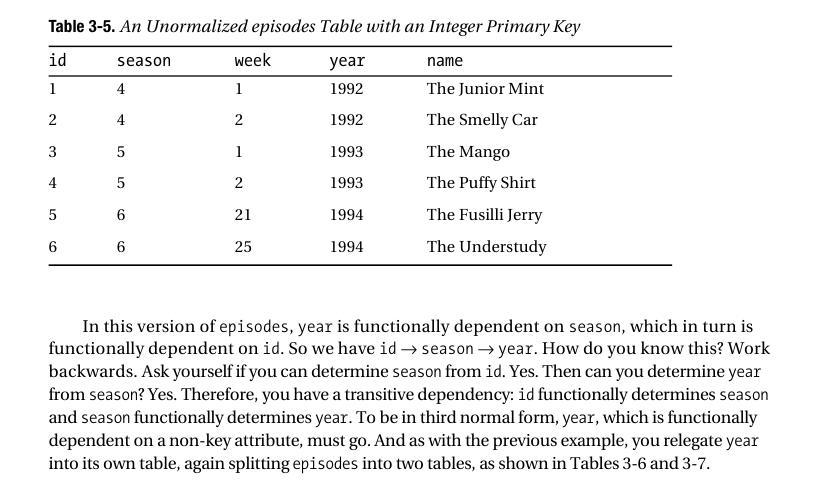 Table 3-5. An Unormalized episodes Table with an Integer Primary Key
id season week year name
1 4 1 1992 The Junior Mint
2 4 2 1992 The Smelly Car
3 5 1 1993 The Mango
4 5 2 1993 The Puffy Shirt
5 6 21 1994 The Fusilli Jerry
6 6 25 1994 The Understudy
In this version of episodes, year is functionally dependent on season, which in turn is
functionally dependent on id. So we have id → season → year. How do you know this? Work
backwards. Ask yourself if you can determine season from id. Yes. Then can you determine year
from season? Yes. Therefore, you have a transitive dependency: id functionally determines season
and season functionally determines year. To be in third normal form, year, which is functionally
dependent on a non-key attribute, must go. And as with the previous example, you relegate year
into its own table, again splitting episodes into two tables, as shown in Tables 3-6 and 3-7.